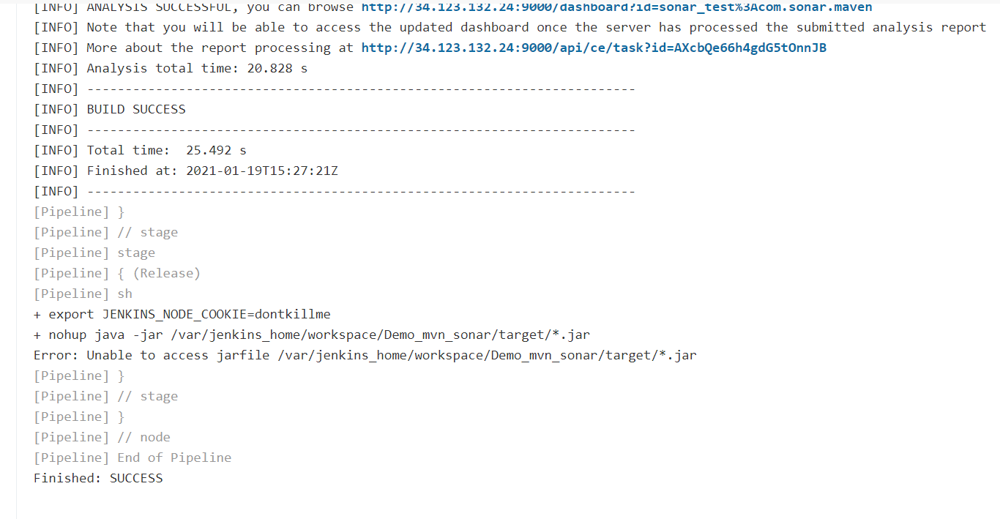 [INFO] ANALYSIS SUCCESSFUL, you can browse http://34.123.132.24:9000/dashboard?id=sonar_test%3Acom.sonar.maven
[INFO] Note that you will be able to access the updated dashboard once the server has processed the submitted analysis report
[INFO] More about the report processing at http://34.123.132.24:9000/api/ce/task?id=AXcbQe66h4gdG5tOnnJB
[INFO] Analysis total time: 20.828 s
[INFO] ------------------------------------------------------------------------
[INFO] BUILD SUCCESS
[INFO] ------------------------------------------------------------------------
[INFO] Total time:  25.492 s
[INFO] Finished at: 2021-01-19T15:27:21Z
[INFO] ------------------------------------------------------------------------
[Pipeline] }
[Pipeline] // stage
[Pipeline] stage
[Pipeline] { (Release)
[Pipeline] sh
+ export JENKINS_NODE_COOKIE=dontkillme
+ nohup java -jar /var/jenkins_home/workspace/Demo_mvn_sonar/target/*.jar
Error: Unable to access jarfile /var/jenkins_home/workspace/Demo_mvn_sonar/target/*.jar
[Pipeline] }
[Pipeline] // stage
[Pipeline] }
[Pipeline] // node
[Pipeline] End of Pipeline
Finished: SUCCESS